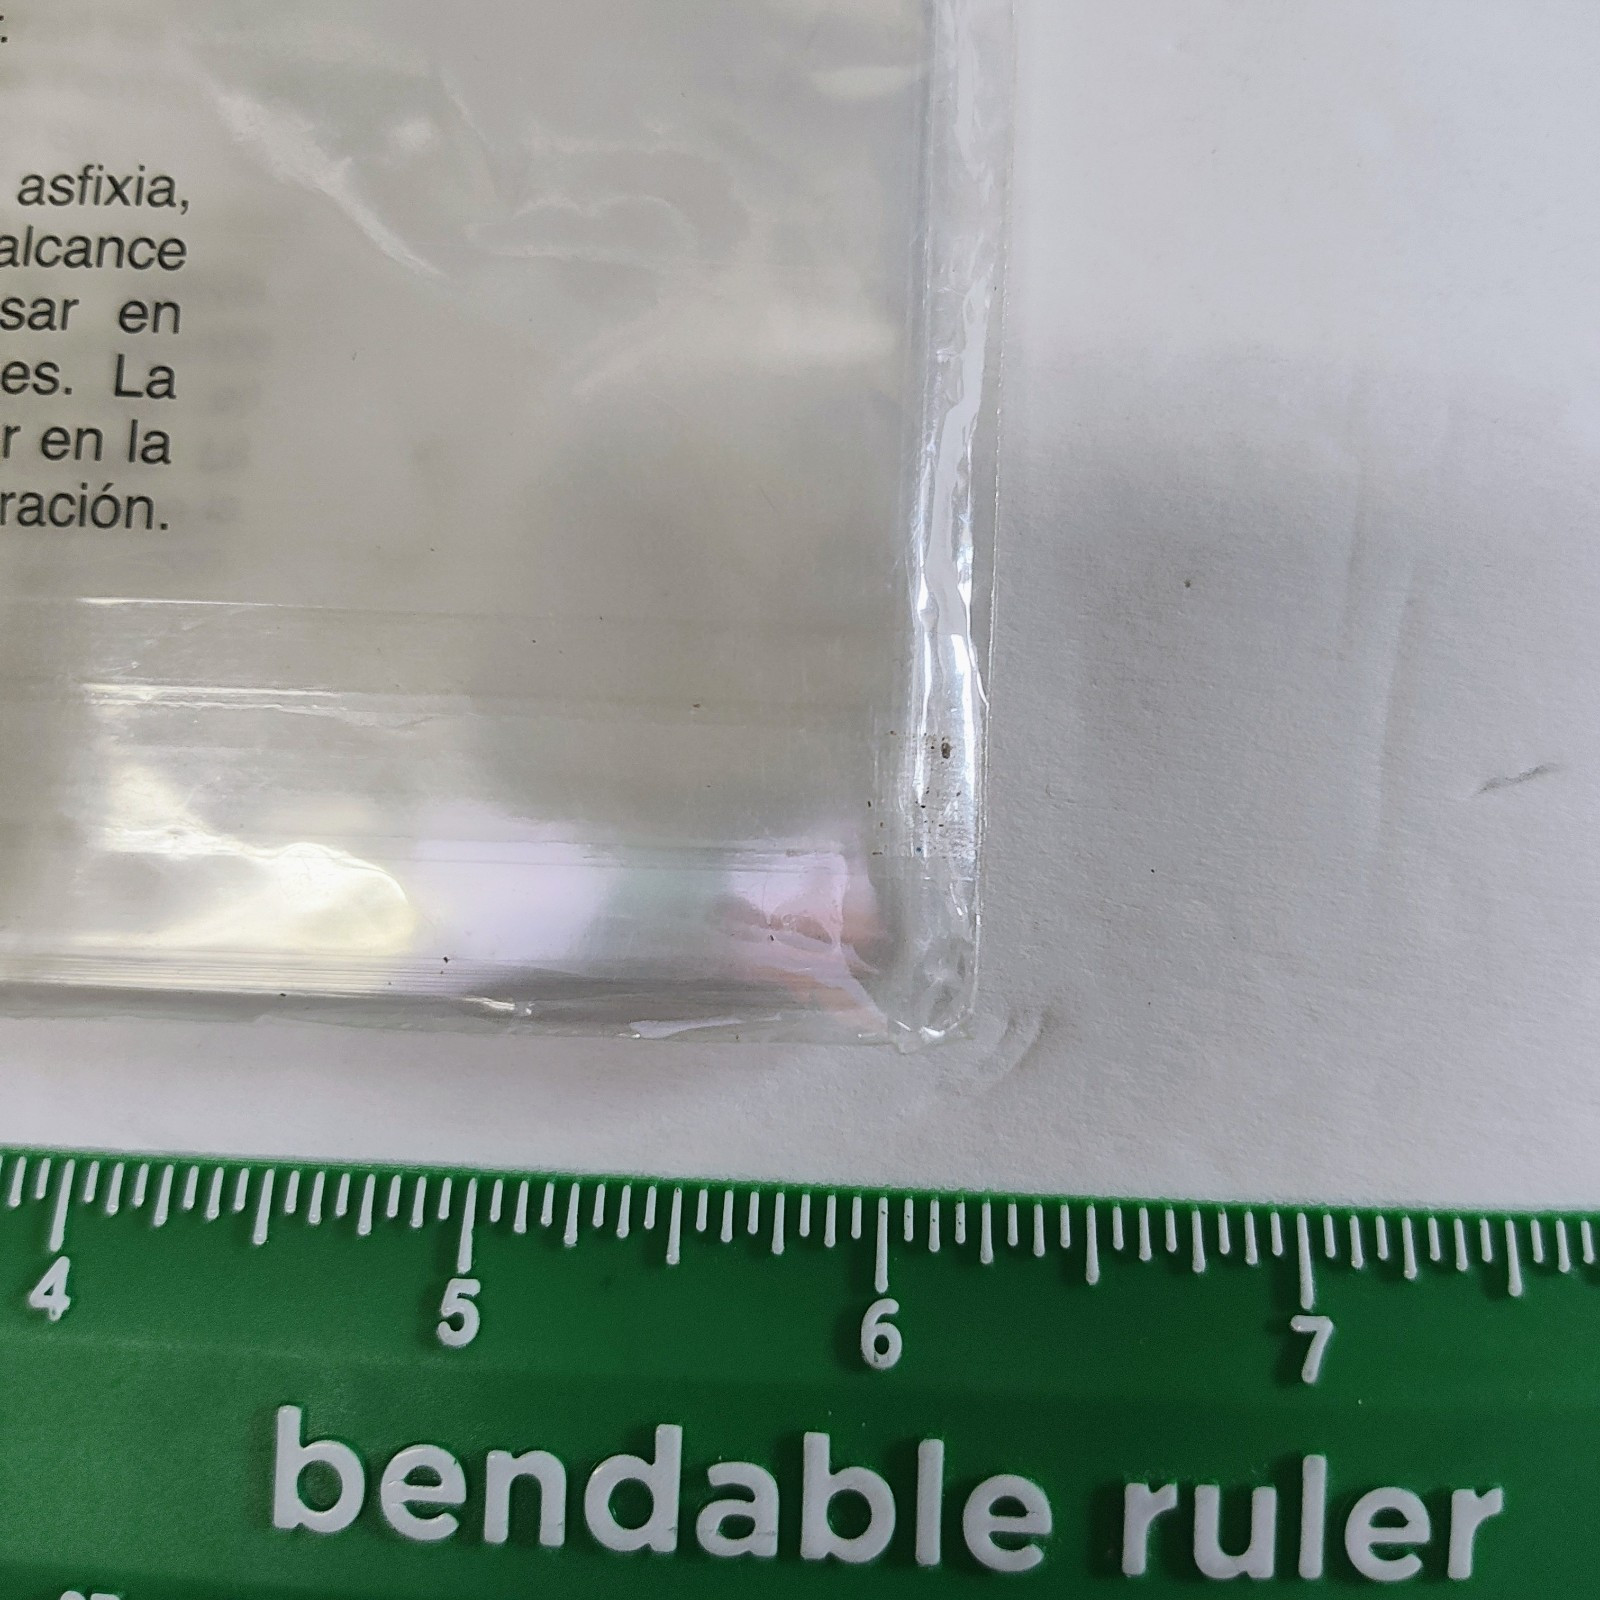 asfixia,
alcance
sar en
es. La
r en la
ración.
4 5 6 7
bendable ruler